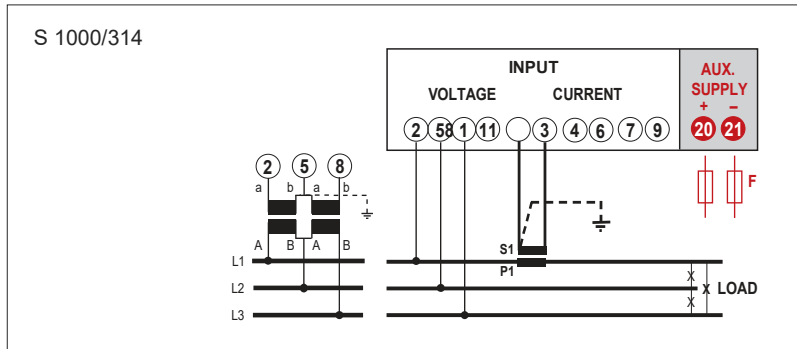 S 1000/314
INPUT
AUX.
SUPPLY
VOLTAGE CURRENT
+ –
2 58 1 11 3 4 6 7 9 20 21
2 5 8
a b a b
F
A B A B
S1
P1
L1
L2
L3
X
X LOAD
X